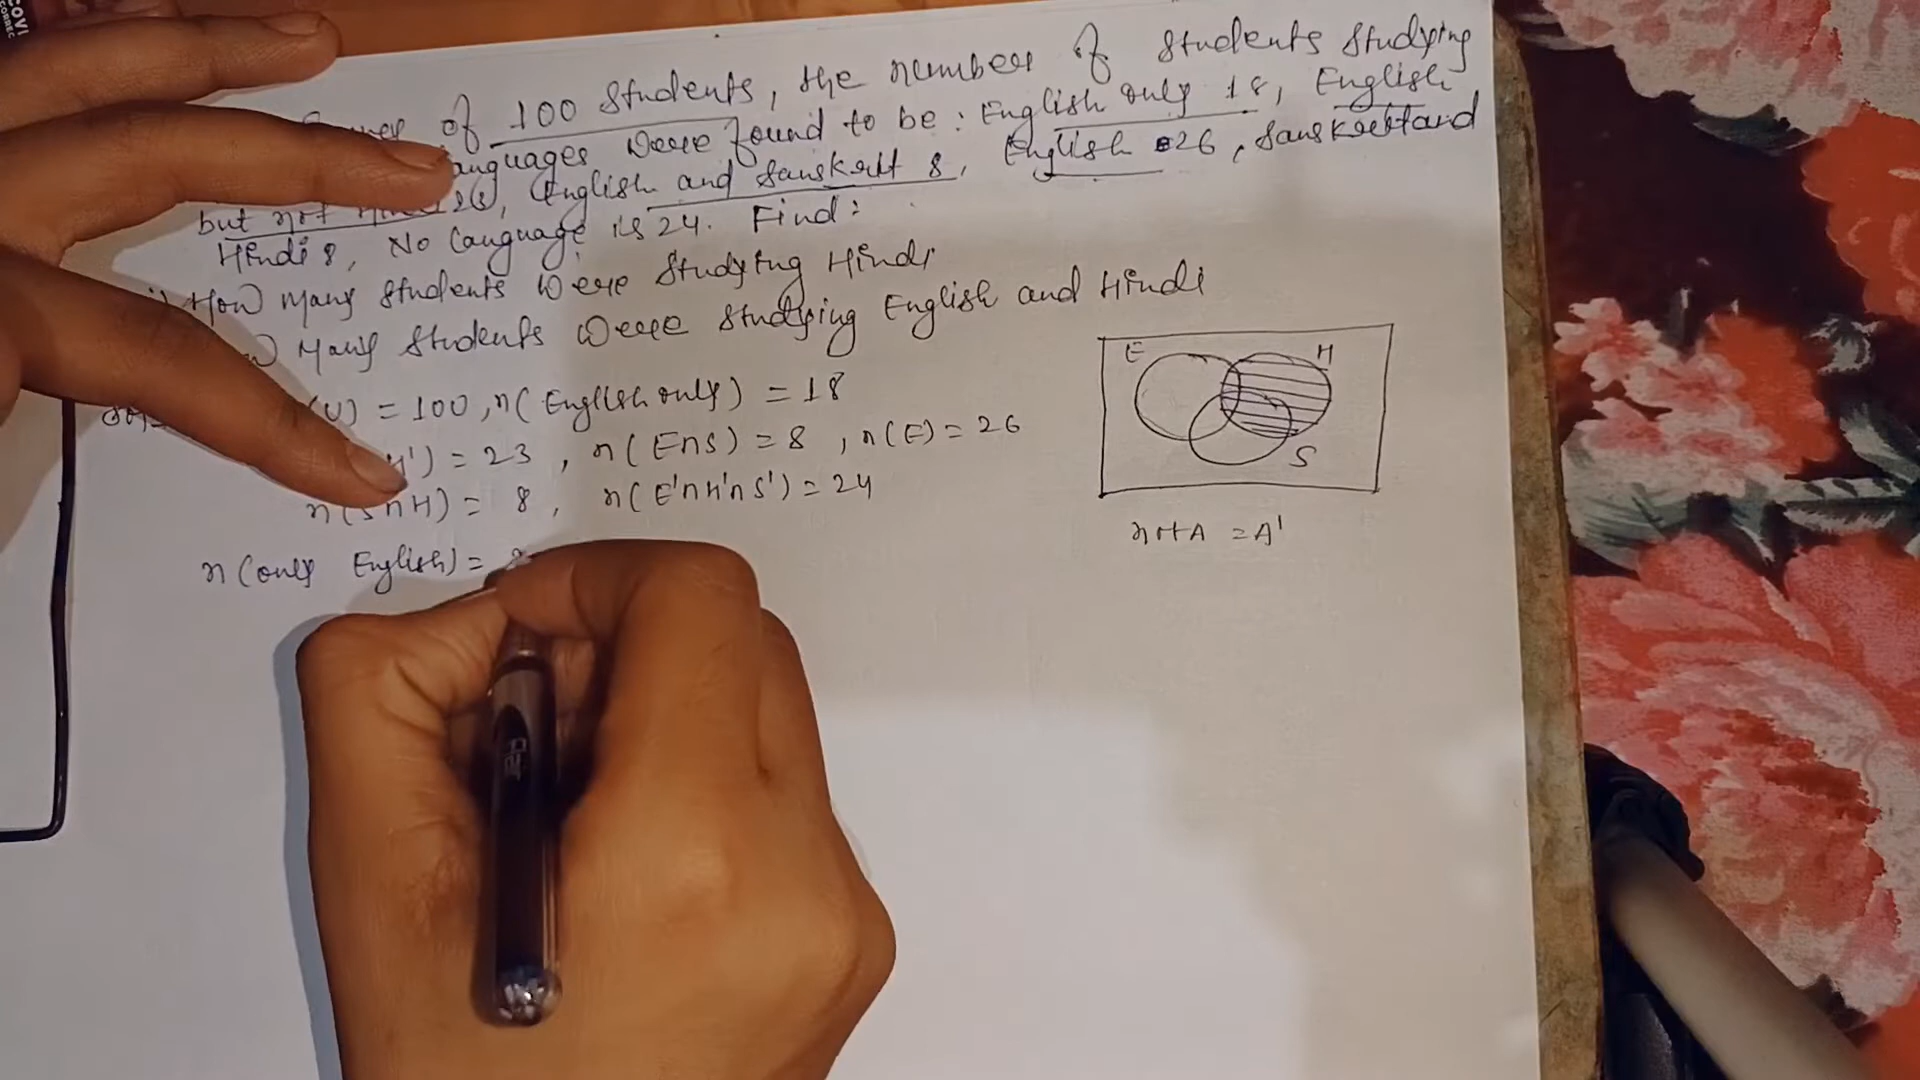 of 100 Students, the number of Students Studying
languages were found to be: English only 18, English
but not 26, English and Sanskrit 8, English 26, Sanskrit and
Hindi 8, No language is 24. Find:
How Many Students Were Studying Hindi
Many Students Were Studying English and Hindi
(U) = 100, n(English only) = 18
H') = 23, n(E∩S) = 8, n(E) = 26
n(S∩H) = 8, n(E'∩H'∩S') = 24
n(only English) =
E H
S
= A'